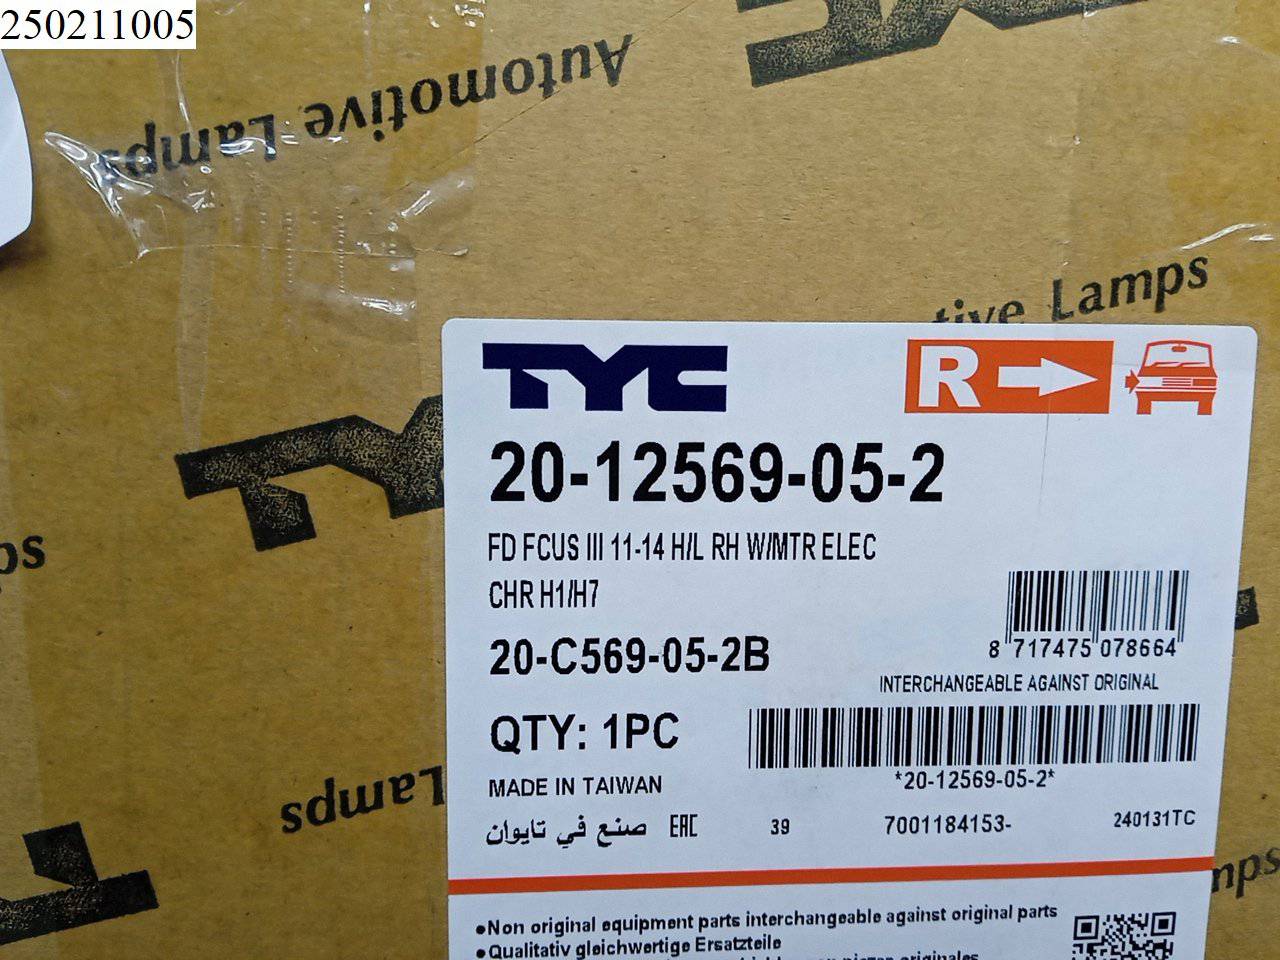 250211005
Automotive Lamps
tive Lamps
TYC
R
20-12569-05-2
FD FCUS III 11-14 H/L RH W/MTR ELEC
CHR H1/H7
8 717475 078664
20-C569-05-2B
INTERCHANGEABLE AGAINST ORIGINAL
QTY: 1PC
*20-12569-05-2*
MADE IN TAIWAN
صنع في تايوان EAC 39 7001184153- 240131TC
Lamps
mps
•Non original equipment parts interchangeable against original parts
•Qualitativ gleichwertige Ersatzteile